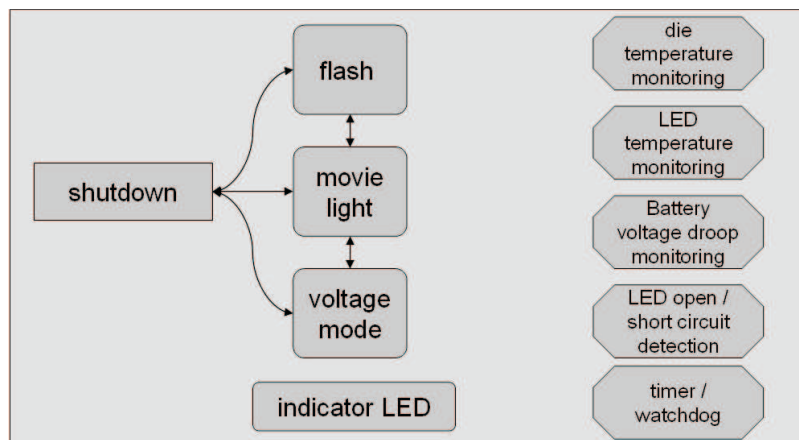 flash
movie
light
voltage
mode
shutdown
indicator LED
die
temperature
monitoring
LED
temperature
monitoring
Battery
voltage droop
monitoring
LED open /
short circuit
detection
timer /
watchdog